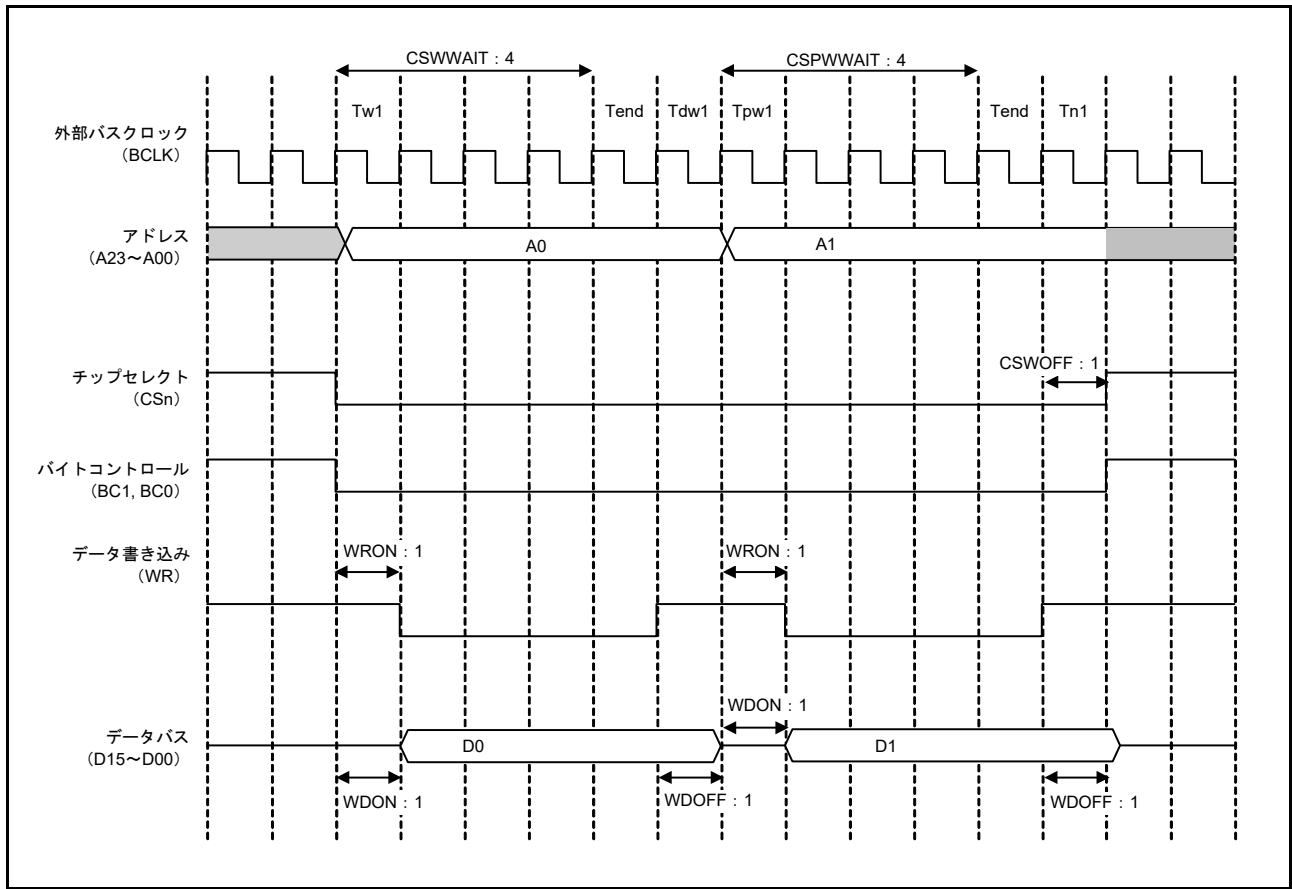 CSWWAIT：4
CSPWWAIT：4
Tw1
Tend
Tdw1
Tpw1
Tend
Tn1
外部バスクロック
（BCLK）
アドレス
（A23～A00）
A0
A1
チップセレクト
（CSn）
CSWOFF：1
バイトコントロール
（BC1, BC0）
データ書き込み
（WR）
WRON：1
WRON：1
WDON：1
データバス
（D15～D00）
D0
D1
WDON：1
WDOFF：1
WDOFF：1